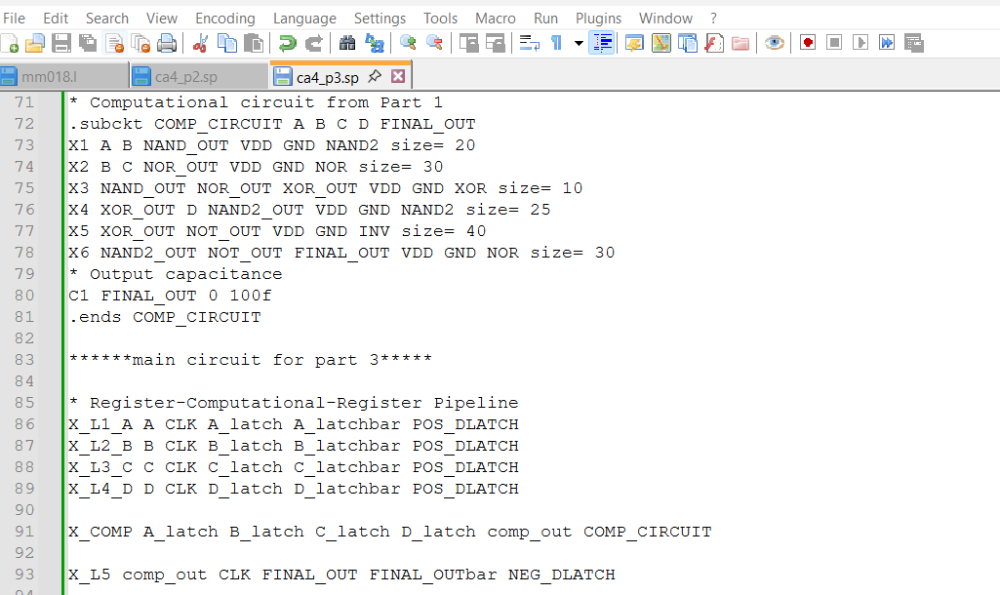 File Edit Search View Encoding Language Settings Tools Macro Run Plugins Window ?
mm018.l ca4_p2.sp ca4_p3.sp
71 * Computational circuit from Part 1
72 .subckt COMP_CIRCUIT A B C D FINAL_OUT
73 X1 A B NAND_OUT VDD GND NAND2 size= 20
74 X2 B C NOR_OUT VDD GND NOR size= 30
75 X3 NAND_OUT NOR_OUT XOR_OUT VDD GND XOR size= 10
76 X4 XOR_OUT D NAND2_OUT VDD GND NAND2 size= 25
77 X5 XOR_OUT NOT_OUT VDD GND INV size= 40
78 X6 NAND2_OUT NOT_OUT FINAL_OUT VDD GND NOR size= 30
79 * Output capacitance
80 C1 FINAL_OUT 0 100f
81 .ends COMP_CIRCUIT
82
83 ******main circuit for part 3*****
84
85 * Register-Computational-Register Pipeline
86 X_L1_A A CLK A_latch A_latchbar POS_DLATCH
87 X_L2_B B CLK B_latch B_latchbar POS_DLATCH
88 X_L3_C C CLK C_latch C_latchbar POS_DLATCH
89 X_L4_D D CLK D_latch D_latchbar POS_DLATCH
90
91 X_COMP A_latch B_latch C_latch D_latch comp_out COMP_CIRCUIT
92
93 X_L5 comp_out CLK FINAL_OUT FINAL_OUTbar NEG_DLATCH